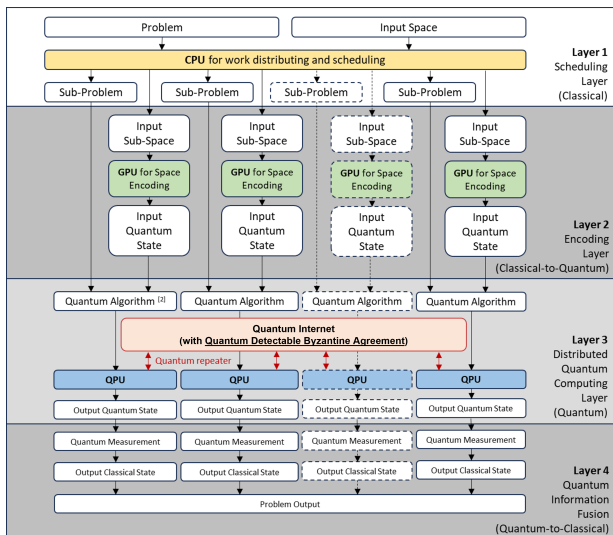 Problem
Input Space
CPU for work distributing and scheduling
Layer 1
Scheduling
Layer
(Classical)
Sub-Problem
Sub-Problem
Sub-Problem
Sub-Problem
Input
Sub-Space
Input
Sub-Space
Input
Sub-Space
Input
Sub-Space
GPU for Space
Encoding
GPU for Space
Encoding
GPU for Space
Encoding
GPU for Space
Encoding
Input
Quantum
State
Input
Quantum
State
Input
Quantum
State
Input
Quantum
State
Layer 2
Encoding
Layer
(Classical-to-Quantum)
Quantum Algorithm [2]
Quantum Algorithm
Quantum Algorithm
Quantum Algorithm
Quantum Internet
(with Quantum Detectable Byzantine Agreement)
Quantum repeater
Layer 3
Distributed
Quantum
Computing
Layer
(Quantum)
QPU
QPU
QPU
QPU
Output Quantum State
Output Quantum State
Output Quantum State
Output Quantum State
Quantum Measurement
Quantum Measurement
Quantum Measurement
Quantum Measurement
Output Classical State
Output Classical State
Output Classical State
Output Classical State
Problem Output
Layer 4
Quantum
Information
Fusion
(Quantum-to-Classical)